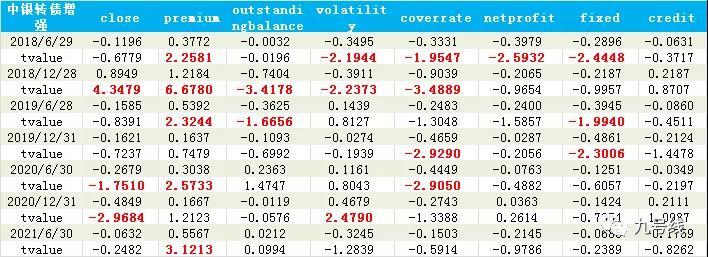 中银转债增强 close premium outstandingbalance volatility coverrate netprofit fixed credit
2018/6/29 -0.1196 0.3772 -0.0032 -0.3495 -0.3331 -0.3979 -0.2896 -0.0631
tvalue -0.6779 2.2581 -0.0196 -2.1944 -1.9547 -2.5932 -2.4448 -0.3717
2018/12/28 0.8949 1.2184 -0.7404 -0.3911 -0.9039 -0.2065 -0.2187 0.2187
tvalue 4.3479 6.6780 -3.4178 -2.2373 -3.4889 -0.9654 -0.9957 0.8707
2019/6/28 -0.1585 0.5392 -0.3625 0.1439 -0.2483 -0.2400 -0.3945 -0.0860
tvalue -0.8391 2.3244 -1.6656 0.8127 -1.3048 -1.5857 -1.9940 -0.4511
2019/12/31 -0.1621 0.1637 -0.1093 -0.0274 -0.4659 -0.0287 -0.4861 -0.2124
tvalue -0.7237 0.7479 -0.6992 -0.1939 -2.9290 -0.2056 -2.3006 -1.4478
2020/6/30 -0.2679 0.3038 0.2363 0.1161 -0.4449 -0.0763 -0.1251 -0.0349
tvalue -1.7510 2.5733 1.4747 0.8043 -2.9050 -0.4882 -0.6057 -0.2197
2020/12/31 -0.4849 0.1667 -0.0119 0.4679 -0.2743 0.0363 -0.1424 0.2111
tvalue -2.9684 1.2123 -0.0576 2.4790 -1.3388 0.2614
2021/6/30 -0.0632 0.5567 0.0212 -0.3245 -0.1503 -0.2145
tvalue -0.2482 3.1213 0.0994 -1.2839 -0.5914 -0.9786 -0.2389 -0.8262
九号线